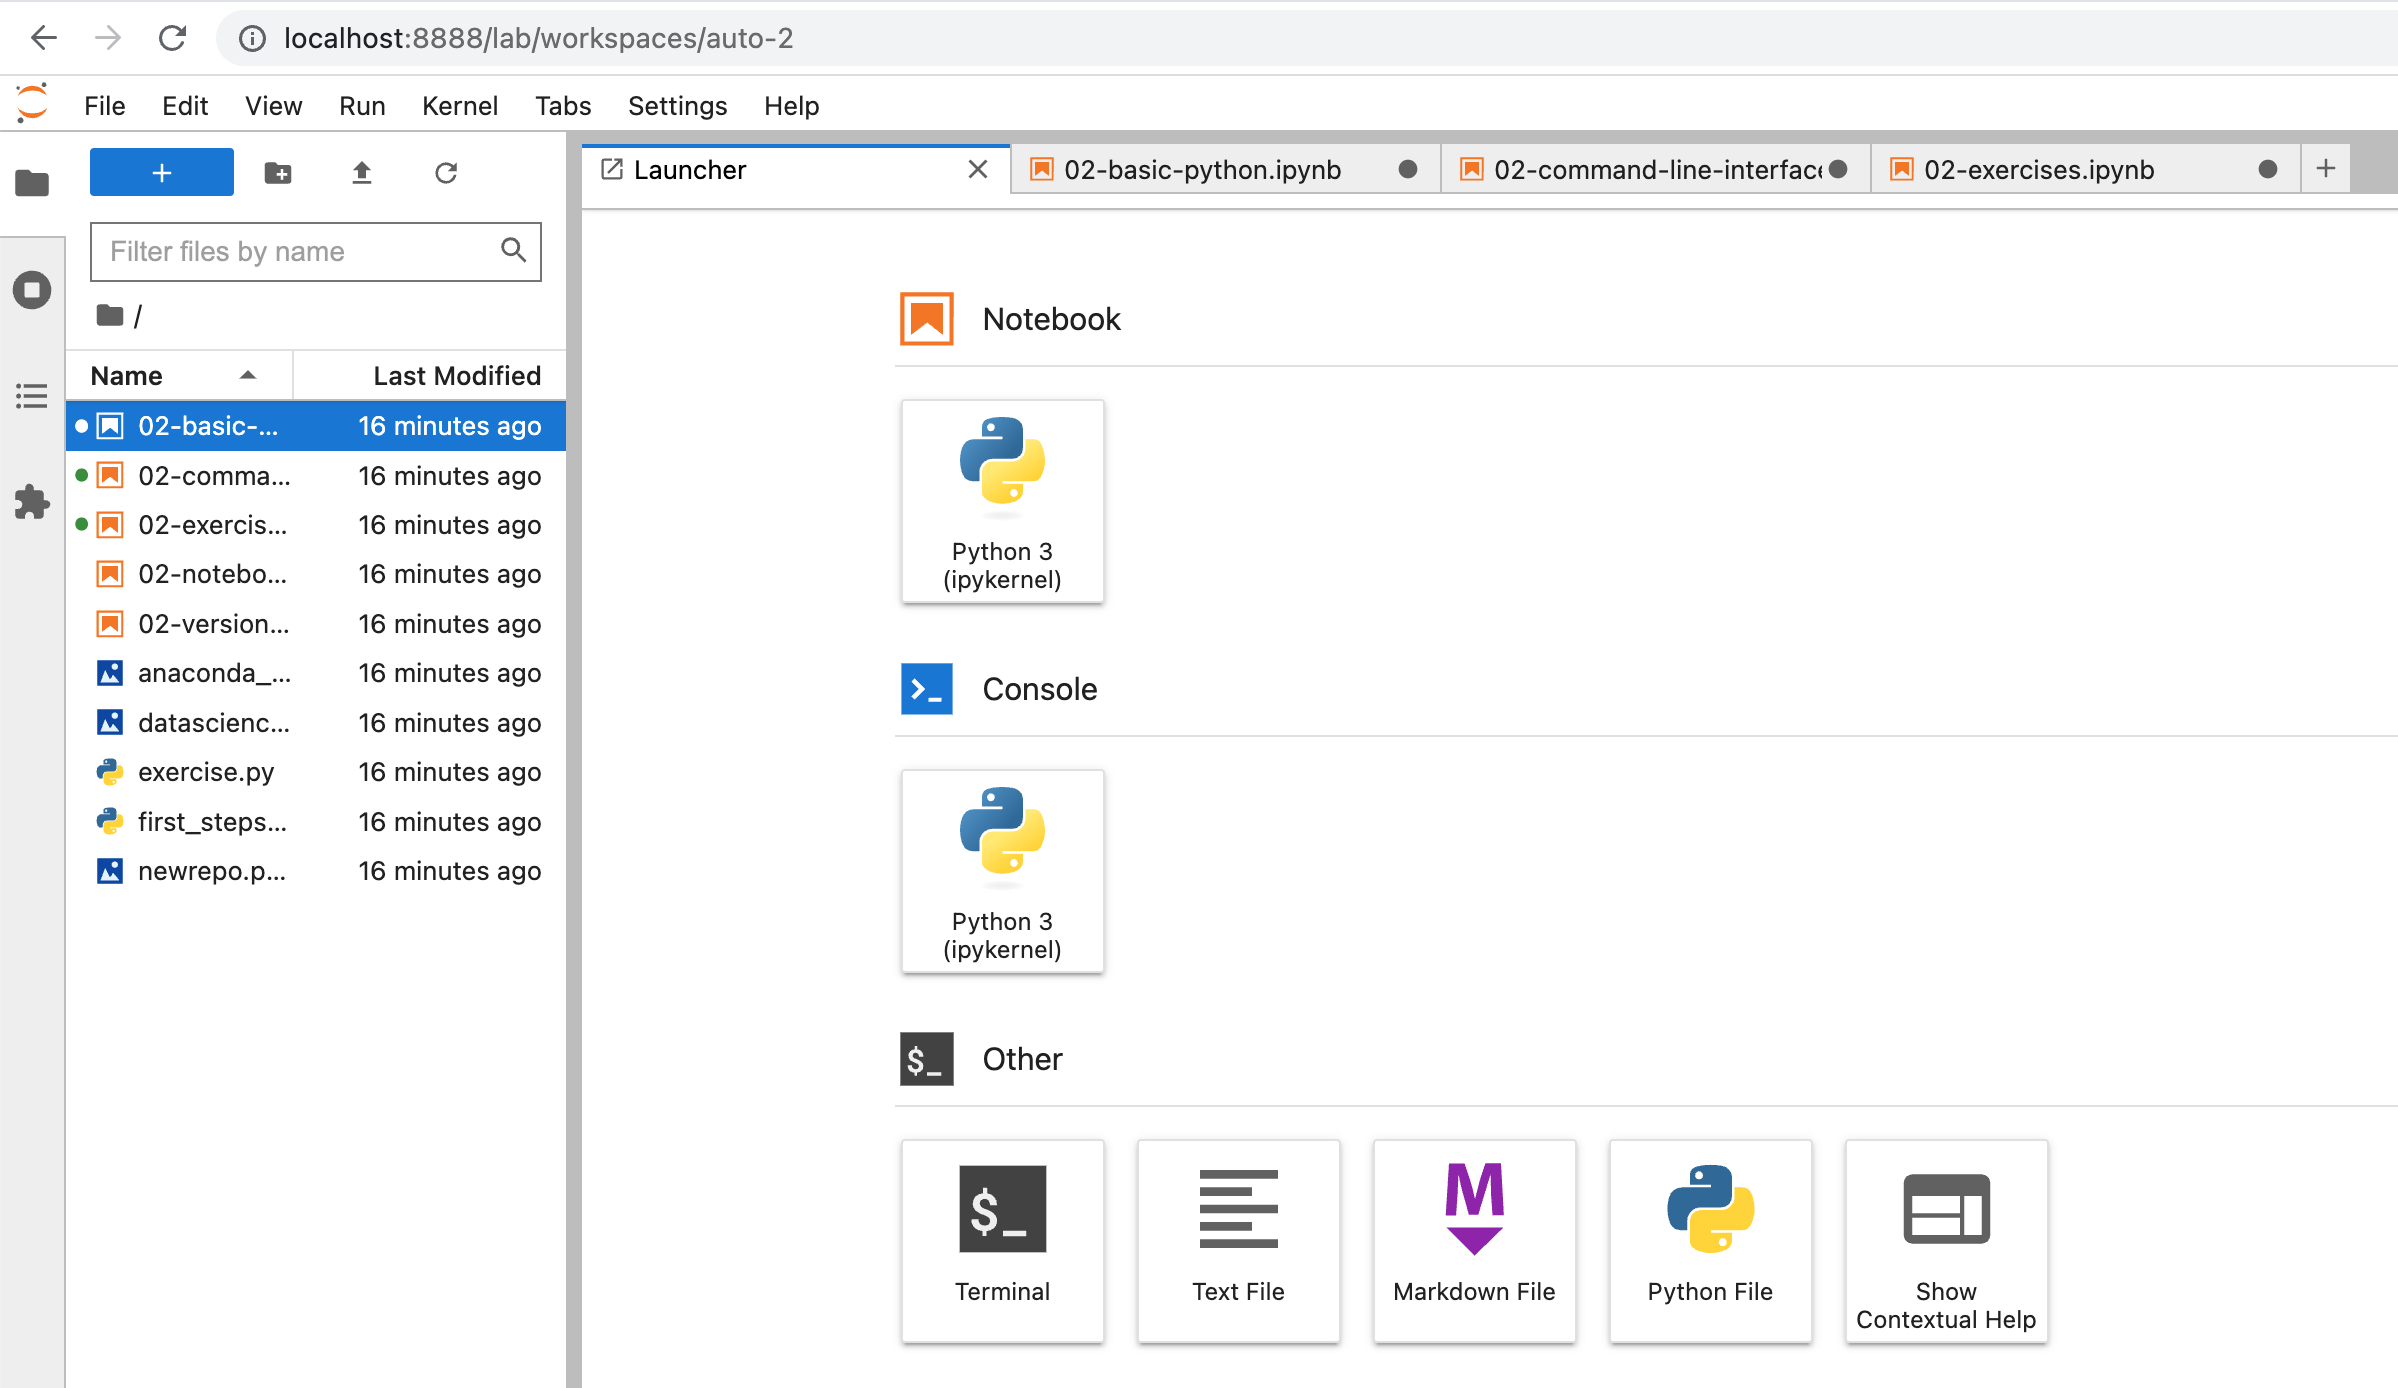 localhost:8888/lab/workspaces/auto-2
File Edit View Run Kernel Tabs Settings Help
+
Launcher
02-basic-python.ipynb
02-command-line-interface
02-exercises.ipynb
+
Filter files by name
/
Name Last Modified
02-basic-... 16 minutes ago
02-comma... 16 minutes ago
02-exercis... 16 minutes ago
02-notebo... 16 minutes ago
02-version... 16 minutes ago
anaconda_... 16 minutes ago
datascienc... 16 minutes ago
exercise.py 16 minutes ago
first_steps... 16 minutes ago
newrepo.p... 16 minutes ago
Notebook
Python 3
(ipykernel)
Console
Python 3
(ipykernel)
$_ Other
$_
Terminal
Text File
M
Markdown File
Python File
Show
Contextual Help